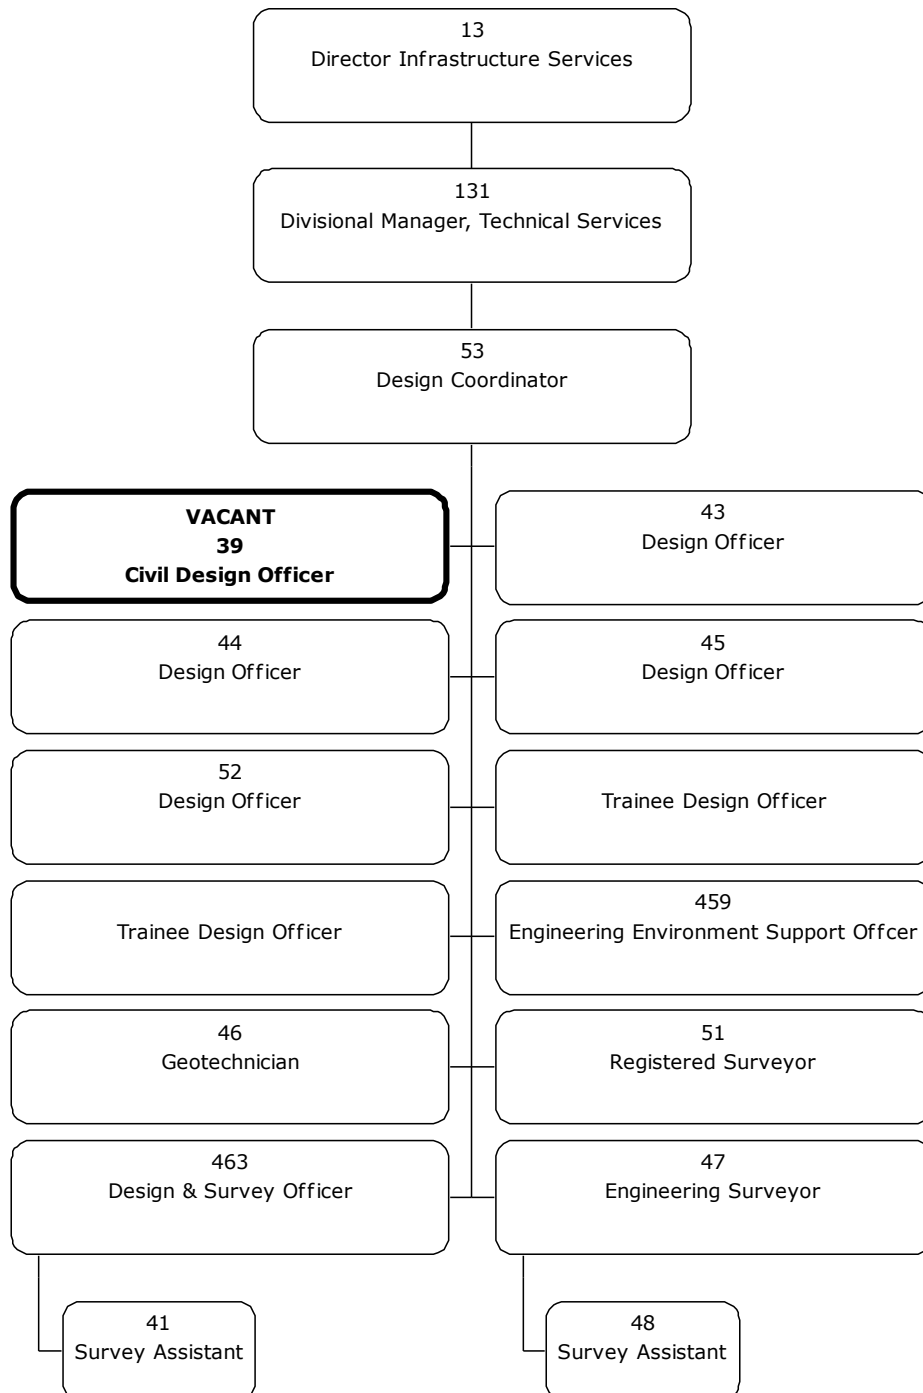 13
Director Infrastructure Services
131
Divisional Manager, Technical Services
53
Design Coordinator
VACANT
39
Civil Design Officer
43
Design Officer
44
Design Officer
45
Design Officer
52
Design Officer
Trainee Design Officer
Trainee Design Officer
459
Engineering Environment Support Offcer
46
Geotechnician
51
Registered Surveyor
463
Design & Survey Officer
47
Engineering Surveyor
41
Survey Assistant
48
Survey Assistant